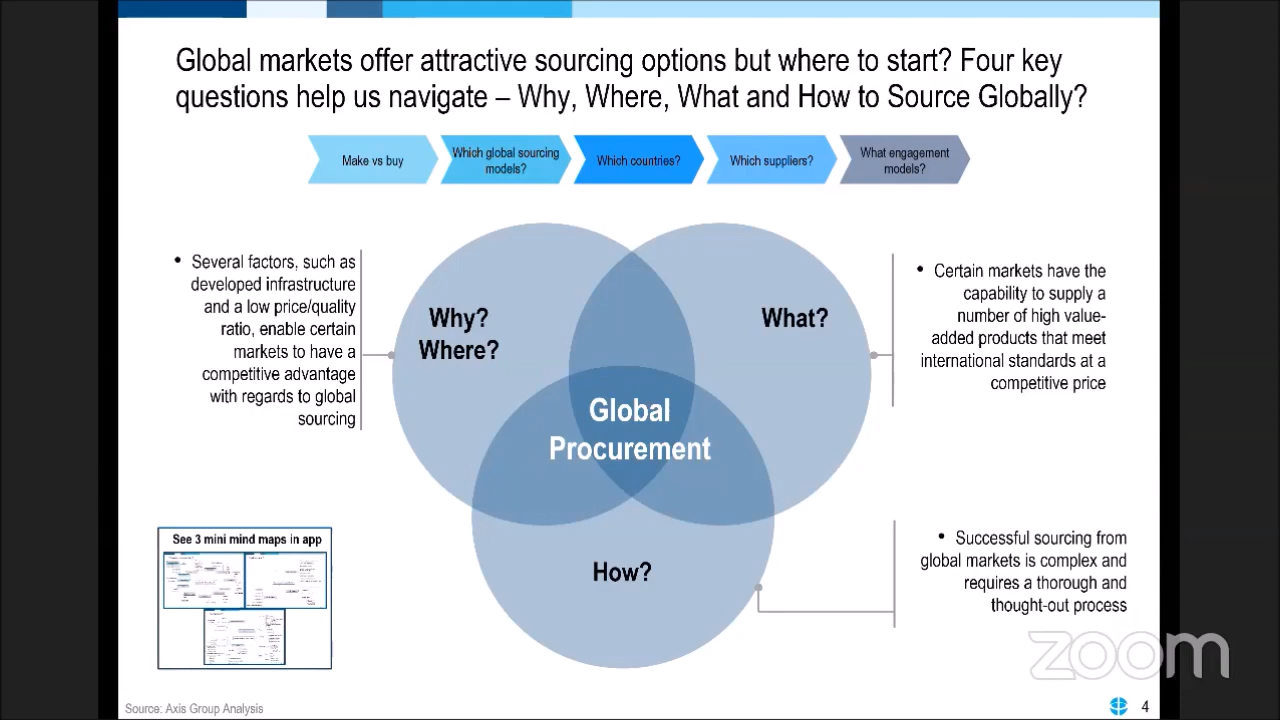 Global markets offer attractive sourcing options but where to start? Four key
questions help us navigate – Why, Where, What and How to Source Globally?
Make vs buy
Which global sourcing
models?
Which countries?
Which suppliers?
What engagement
models?
• Several factors, such as
developed infrastructure
and a low price/quality
ratio, enable certain
markets to have a
competitive advantage
with regards to global
sourcing
Why?
Where?
What?
• Certain markets have the
capability to supply a
number of high value-
added products that meet
international standards at a
competitive price
Global
Procurement
How?
• Successful sourcing from
global markets is complex and
requires a thorough and
thought-out process
See 3 mini mind maps in app
zoom
Source: Axis Group Analysis
4